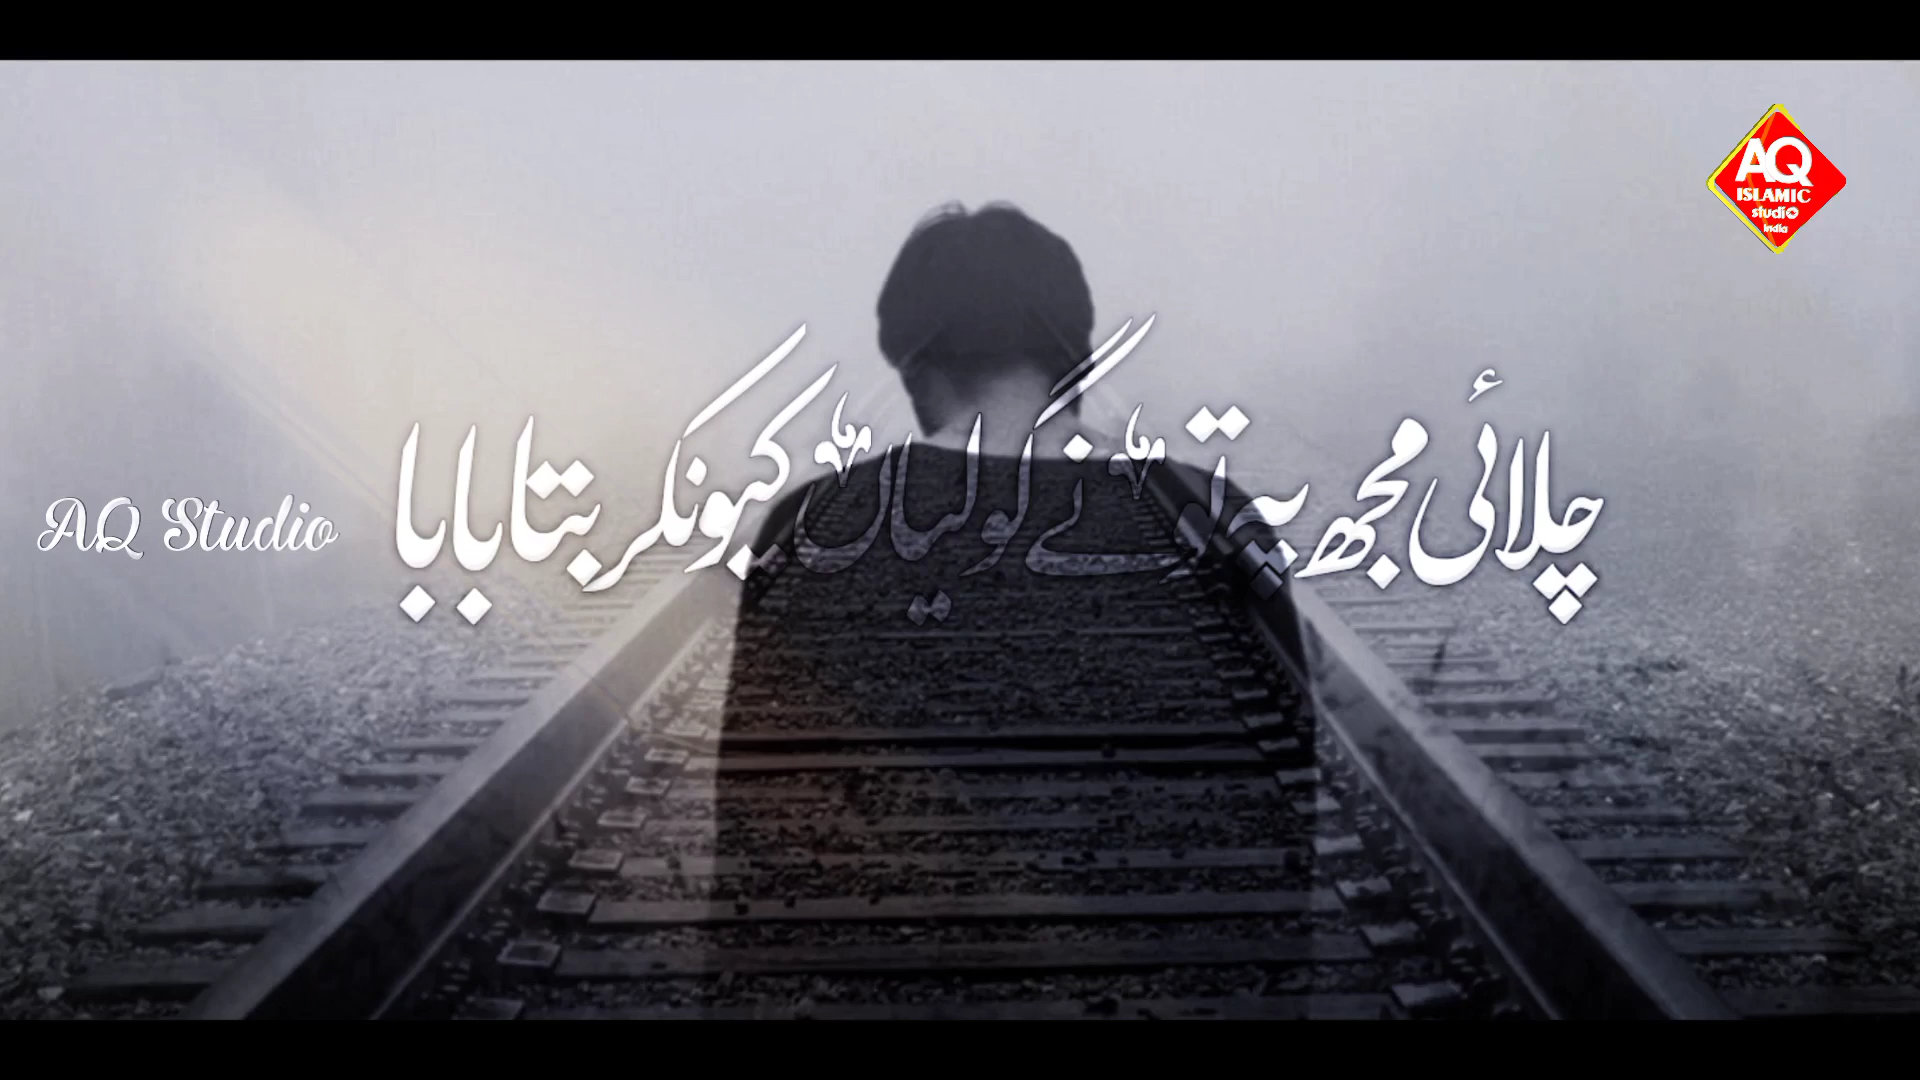 AQ
ISLAMIC
studio
india
چلائی مجھ پہ تو نے گولیاں کیونکر بتا بابا
AQ Studio